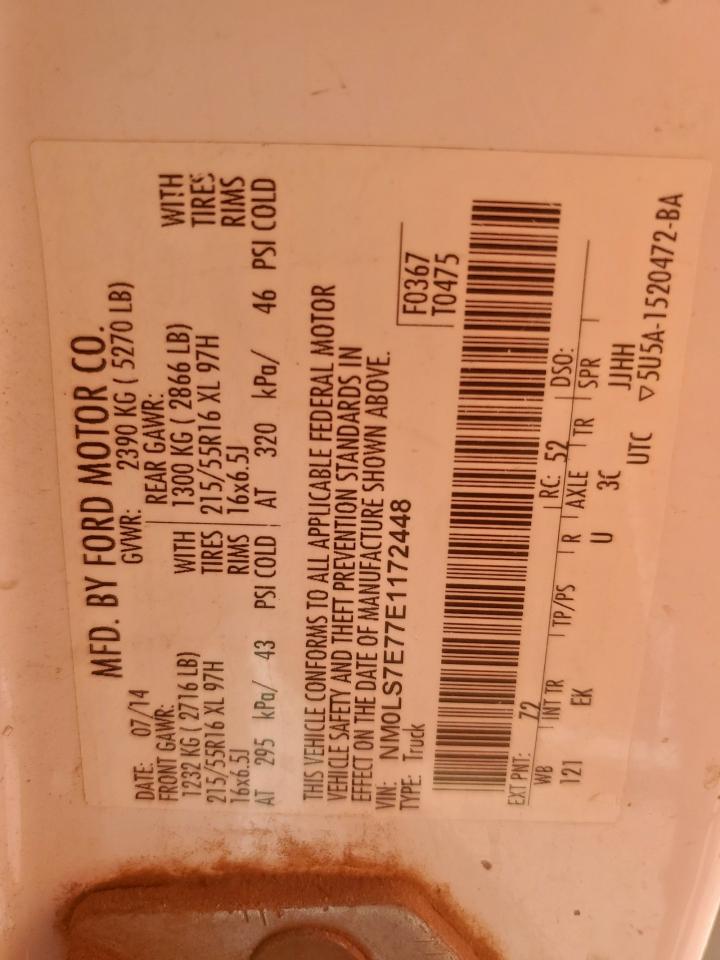 MFD. BY FORD MOTOR CO.
DATE: 07/14 GVWR: 2390 KG ( 5270 LB)
FRONT GAWR: REAR GAWR:
1232 KG ( 2716 LB) WITH 1300 KG ( 2866 LB) WITH
215/55R16 XL 97H TIRES 215/55R16 XL 97H TIRES
16x6.5J RIMS 16x6.5J RIMS
AT 295 kPa/ 43 PSI COLD AT 320 kPa/ 46 PSI COLD
THIS VEHICLE CONFORMS TO ALL APPLICABLE FEDERAL MOTOR
VEHICLE SAFETY AND THEFT PREVENTION STANDARDS IN
EFFECT ON THE DATE OF MANUFACTURE SHOWN ABOVE.
VIN: NM0LS7E77E1172448 F0367
TYPE: Truck T0475
EXT PNT: 72 RC: 52 DSO:
WB INT TR TP/PS R AXLE TR SPR
121 EK U 3C JJHH
UTC ▽5U5A-1520472-BA